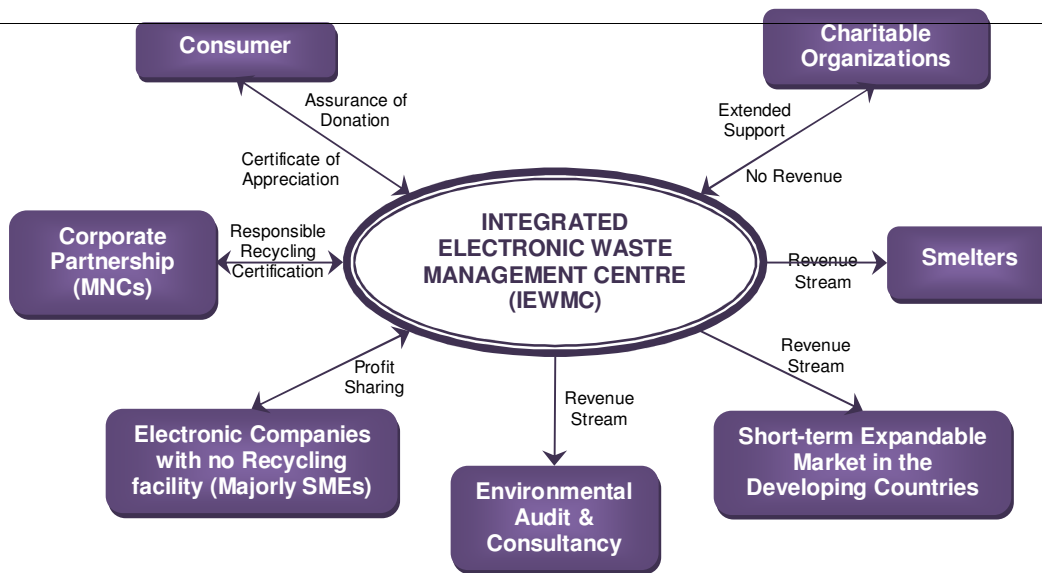 Consumer
Charitable
Organizations
Assurance of
Donation
Certificate of
Appreciation
Extended
Support
No Revenue
Corporate
Partnership
(MNCs)
Responsible
Recycling
Certification
INTEGRATED
ELECTRONIC WASTE
MANAGEMENT CENTRE
(IEWMC)
Revenue
Stream
Smelters
Profit
Sharing
Revenue
Stream
Revenue
Stream
Electronic Companies
with no Recycling
facility (Majorly SMEs)
Environmental
Audit &
Consultancy
Short-term Expandable
Market in the
Developing Countries